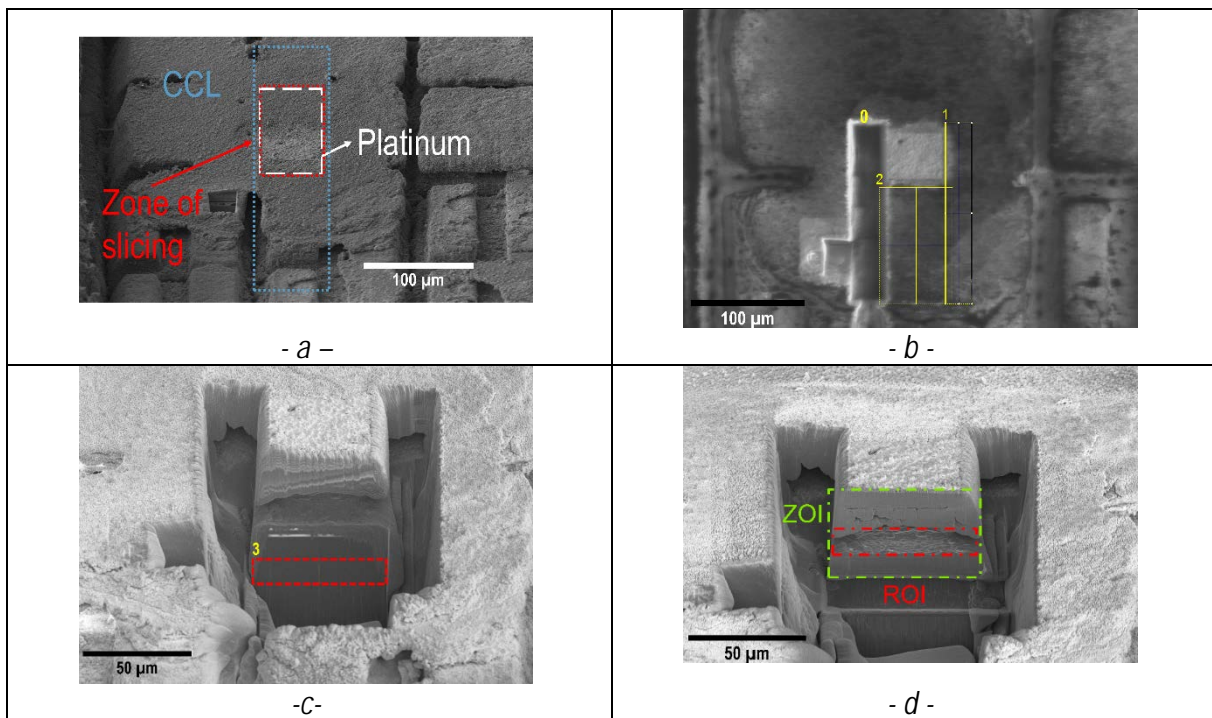 CCL
Platinum
Zone of
slicing
100 µm
- a –
0
1
2
100 µm
- b -
3
50 µm
-c-
ZOI
ROI
50 µm
- d -